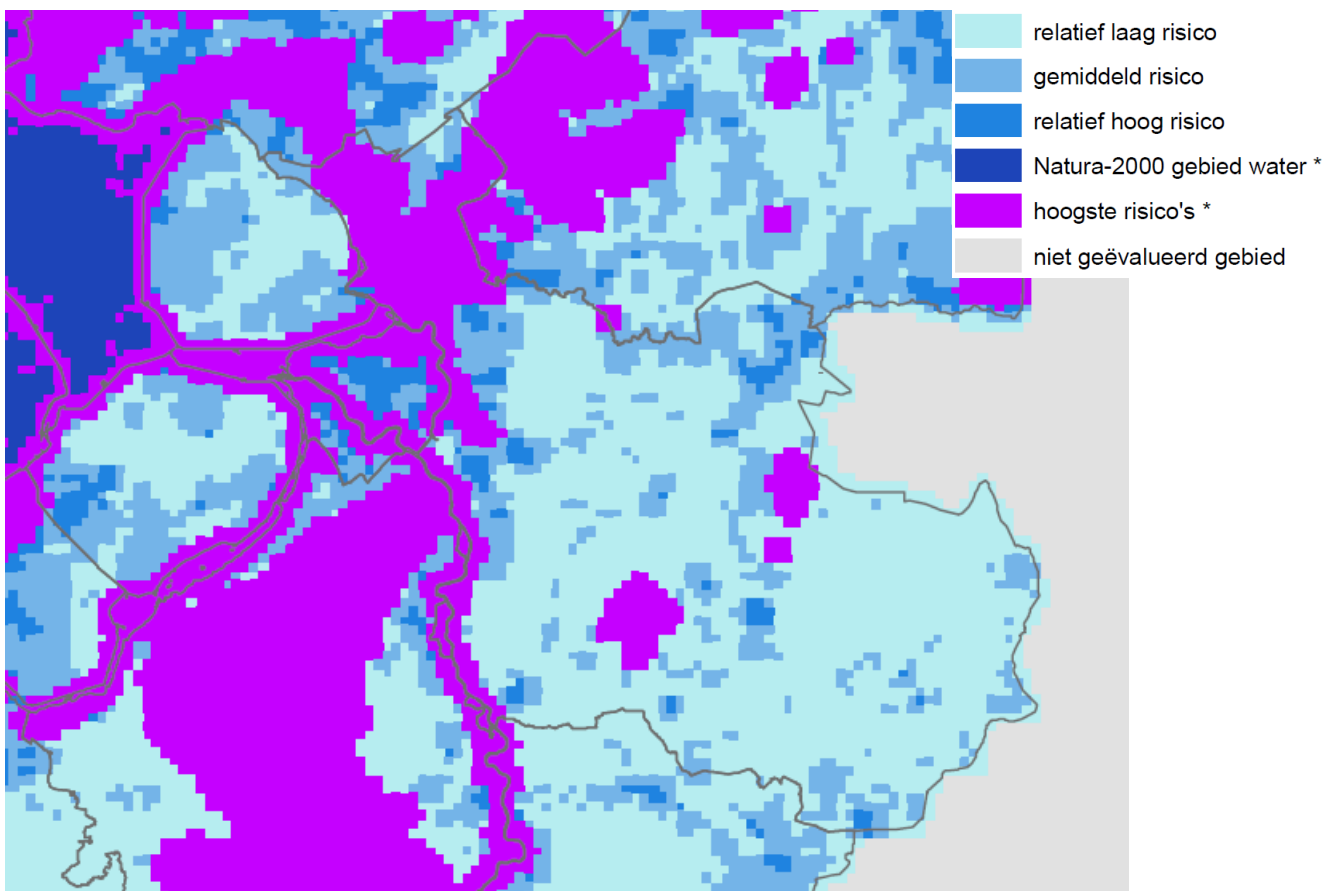 relatief laag risico
gemiddeld risico
relatief hoog risico
Natura-2000 gebied water *
hoogste risico's *
niet geëvalueerd gebied